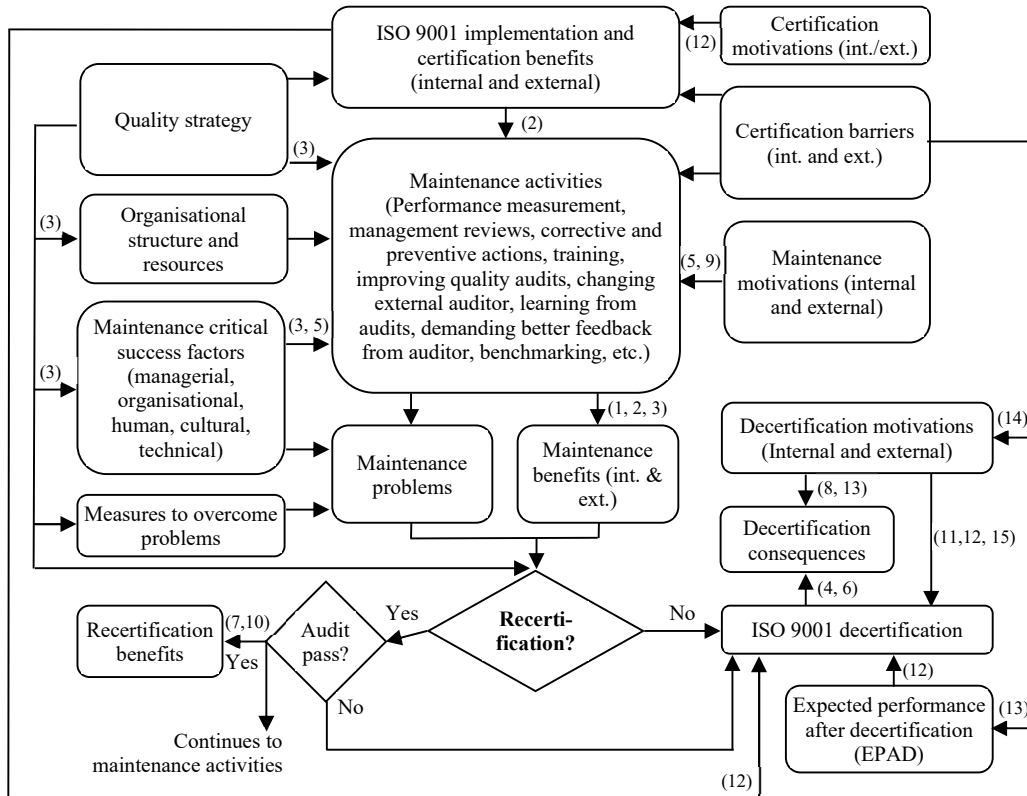 ISO 9001 implementation and
certification benefits
(internal and external)
(12)
Certification
motivations (int./ext.)
Quality strategy
(2)
Certification barriers
(int. and ext.)
(3)
Maintenance activities
(Performance measurement,
management reviews, corrective and
preventive actions, training,
improving quality audits, changing
external auditor, learning from
audits, demanding better feedback
from auditor, benchmarking, etc.)
(3)
Organisational
structure and
resources
(5, 9)
Maintenance
motivations (internal
and external)
(3)
Maintenance critical
success factors
(managerial,
organisational,
human, cultural,
technical)
(3, 5)
(1, 2, 3)
Maintenance
problems
Maintenance
benefits (int. &
ext.)
Decertification motivations
(Internal and external)
(14)
(8, 13)
Measures to overcome
problems
Decertification
consequences
(11,12, 15)
(4, 6)
Recertification
benefits
(7,10)
Yes
Audit
pass?
Yes
Recerti-
fication?
No
ISO 9001 decertification
No
(12)
Expected performance
after decertification
(EPAD)
(13)
Continues to
maintenance activities
(12)